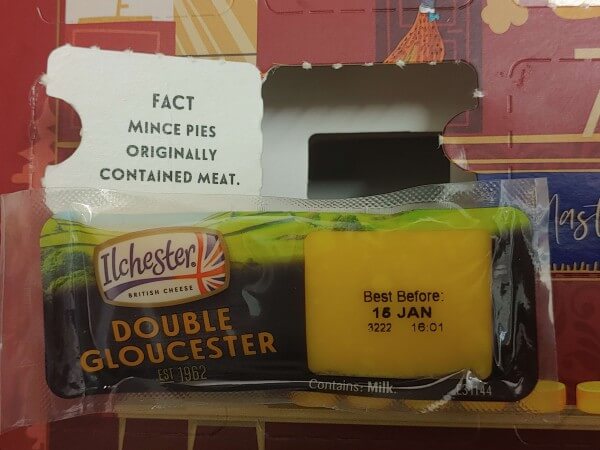 FACT
MINCE PIES
ORIGINALLY
CONTAINED MEAT.
Ilchester®
BRITISH CHEESE
DOUBLE
GLOUCESTER
EST 1962
Best Before:
15 JAN
3222 16:01
Contains: Milk.